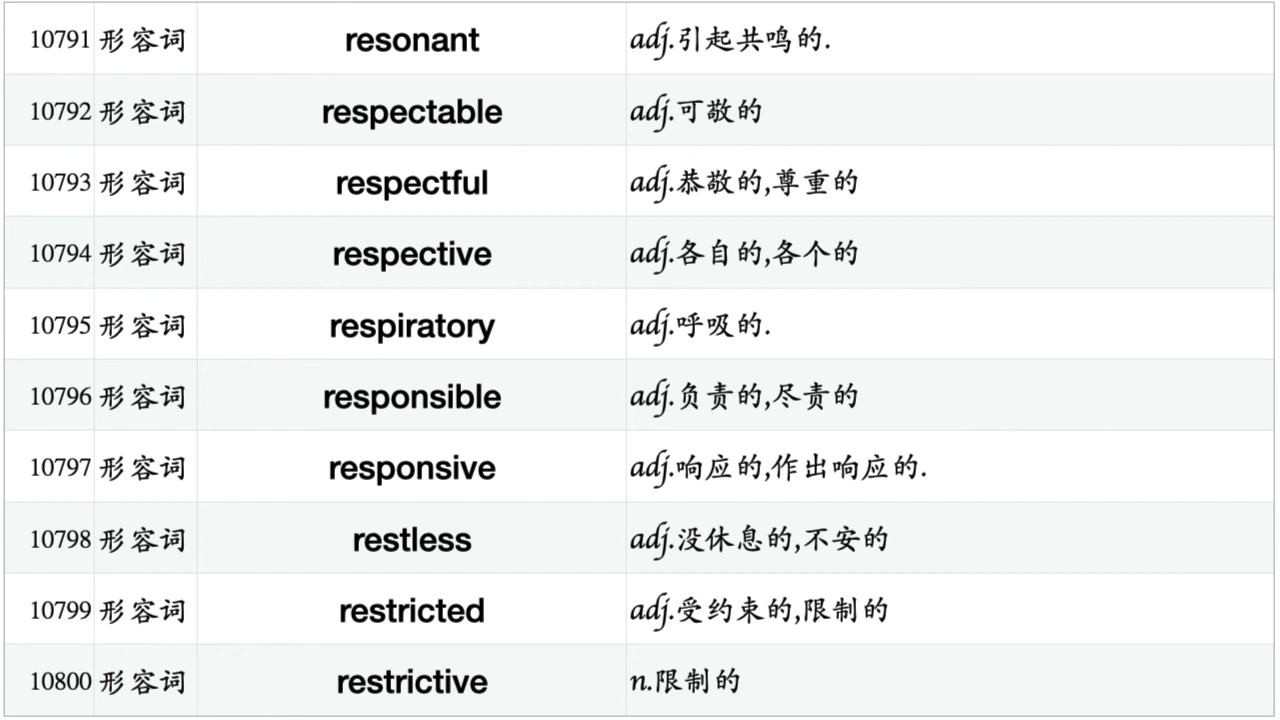 10791 形容词 resonant adj.引起共鸣的.
10792 形容词 respectable adj.可敬的
10793 形容词 respectful adj.恭敬的,尊重的
10794 形容词 respective adj.各自的,各个的
10795 形容词 respiratory adj.呼吸的.
10796 形容词 responsible adj.负责的,尽责的
10797 形容词 responsive adj.响应的,作出响应的.
10798 形容词 restless adj.没休息的,不安的
10799 形容词 restricted adj.受约束的,限制的
10800 形容词 restrictive n.限制的